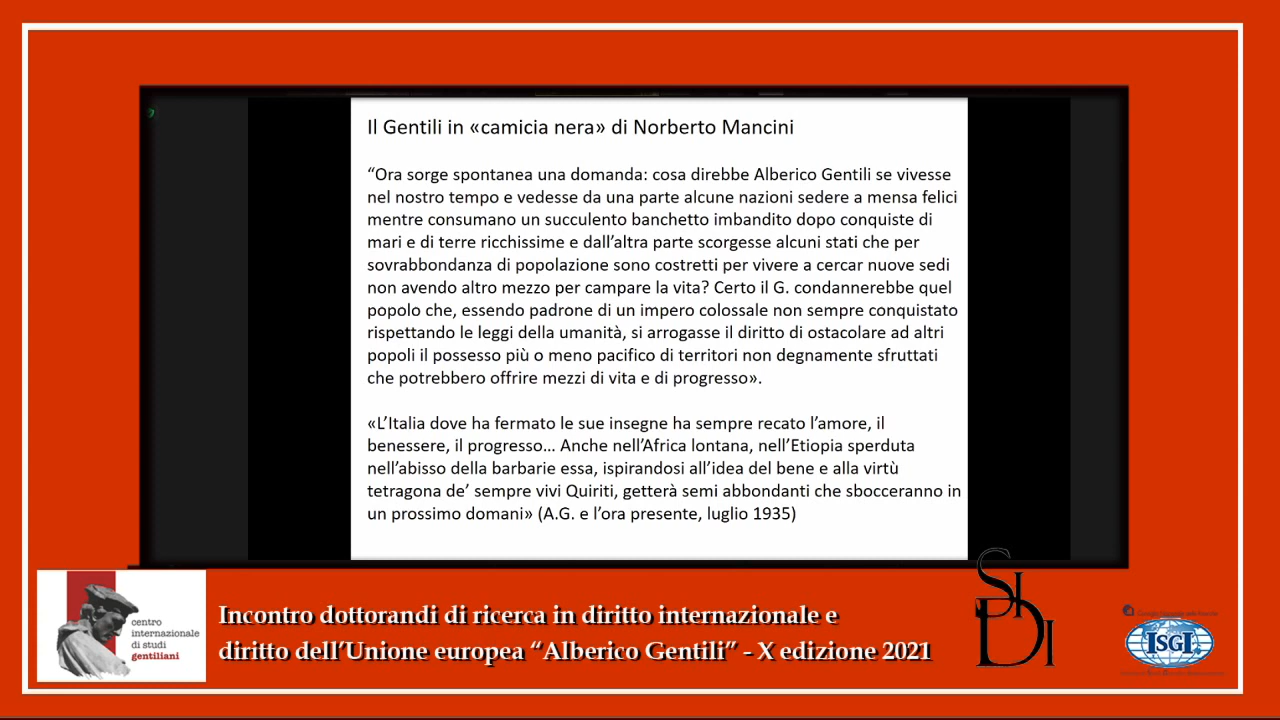 Il Gentili in «camicia nera» di Norberto Mancini
“Ora sorge spontanea una domanda: cosa direbbe Alberico Gentili se vivesse
nel nostro tempo e vedesse da una parte alcune nazioni sedere a mensa felici
mentre consumano un succulento banchetto imbandito dopo conquiste di
mari e di terre ricchissime e dall’altra parte scorgesse alcuni stati che per
sovrabbondanza di popolazione sono costretti per vivere a cercar nuove sedi
non avendo altro mezzo per campare la vita? Certo il G. condannerebbe quel
popolo che, essendo padrone di un impero colossale non sempre conquistato
rispettando le leggi della umanità, si arrogasse il diritto di ostacolare ad altri
popoli il possesso più o meno pacifico di territori non degnamente sfruttati
che potrebbero offrire mezzi di vita e di progresso».
«L’Italia dove ha fermato le sue insegne ha sempre recato l’amore, il
benessere, il progresso… Anche nell’Africa lontana, nell’Etiopia sperduta
nell’abisso della barbarie essa, ispirandosi all’idea del bene e alla virtù
tetragona de’ sempre vivi Quiriti, getterà semi abbondanti che sbocceranno in
un prossimo domani» (A.G. e l’ora presente, luglio 1935)
centro
internazionale
di studi
gentiliani
Incontro dottorandi di ricerca in diritto internazionale e
diritto dell’Unione europea “Alberico Gentili” - X edizione 2021
SIDI
ISGI